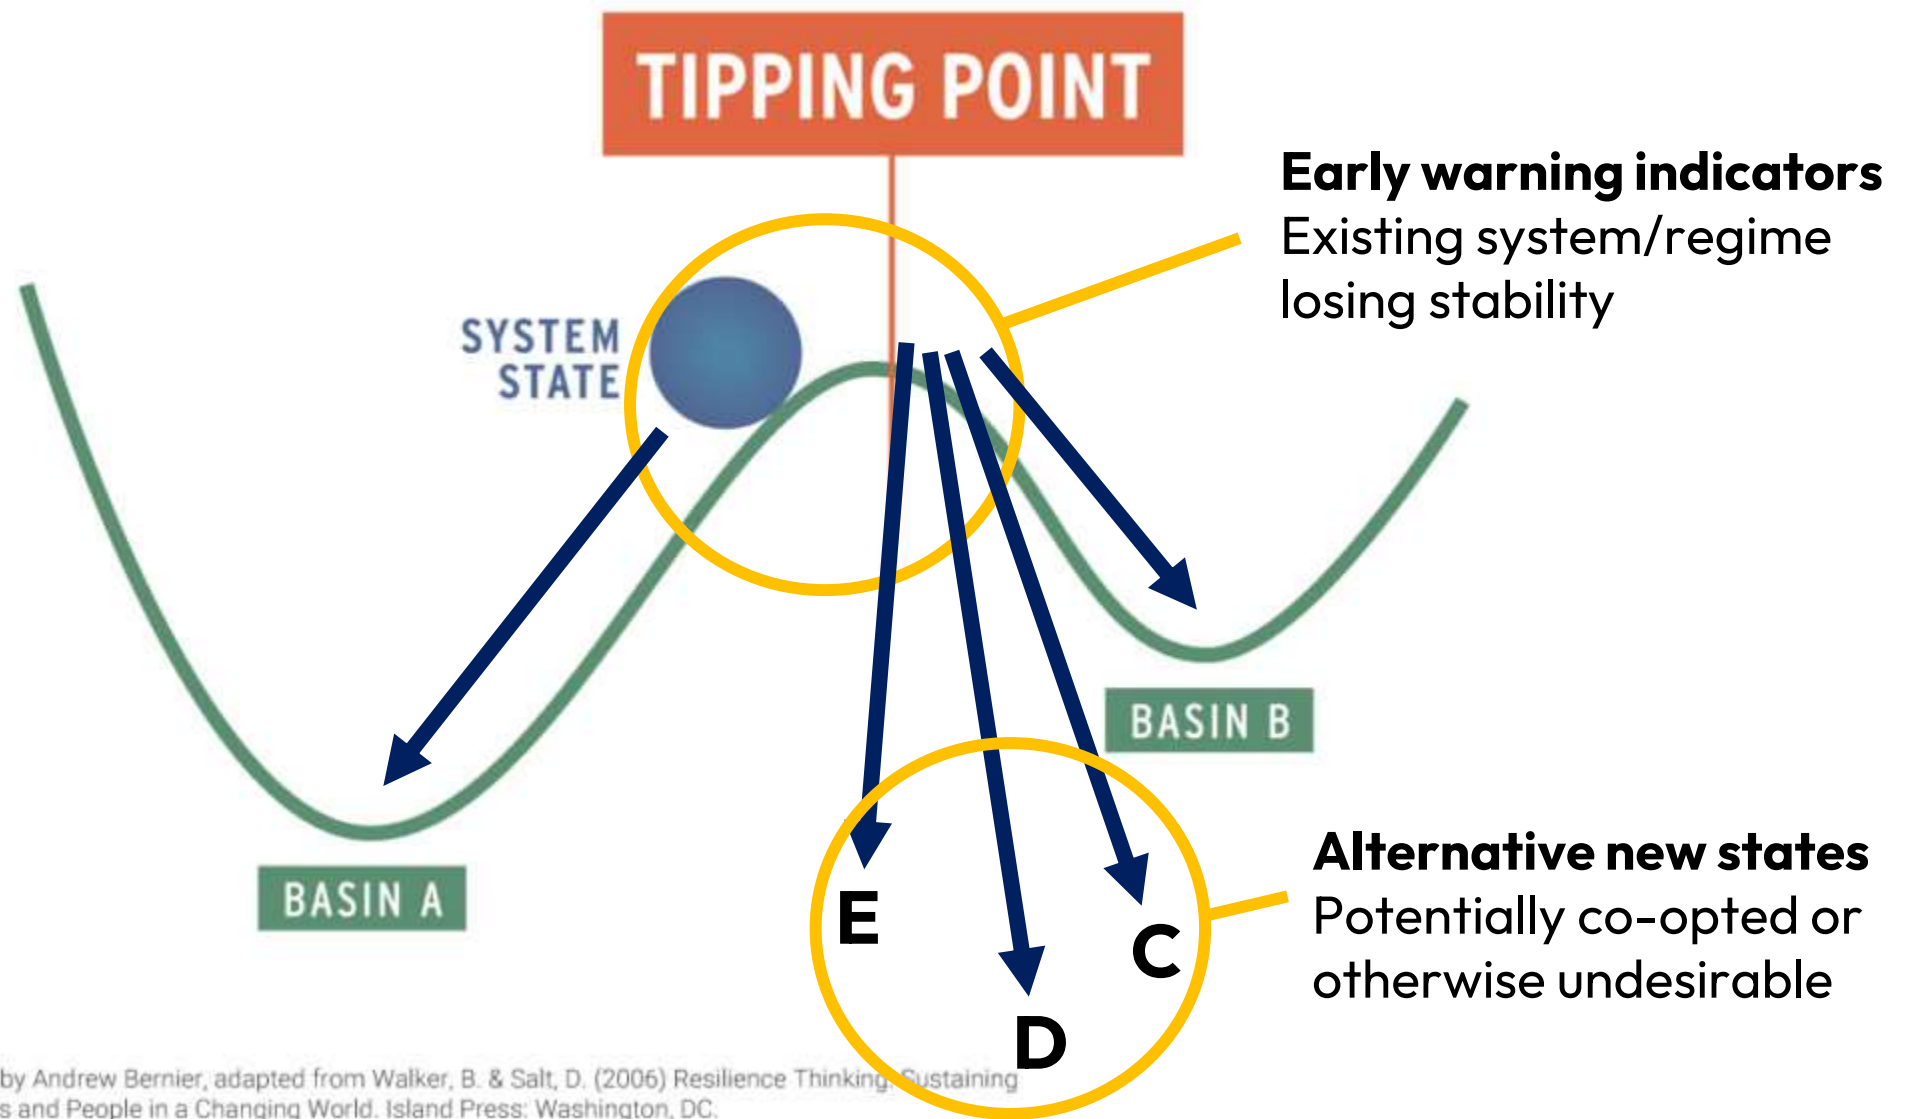 TIPPING POINT
Early warning indicators
Existing system/regime
losing stability
SYSTEM
STATE
BASIN B
BASIN A
Alternative new states
Potentially co-opted or
otherwise undesirable
E
C
D
by Andrew Bernier, adapted from Walker, B. & Salt, D. (2006) Resilience Thinking: Sustaining
s and People in a Changing World. Island Press: Washington, DC.